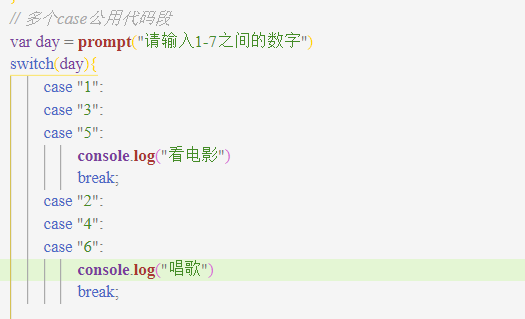 // 多个case公用代码段
var day = prompt("请输入1-7之间的数字")
switch(day){
case "1":
case "3":
case "5":
console.log("看电影")
break;
case "2":
case "4":
case "6":
console.log("唱歌")
break;